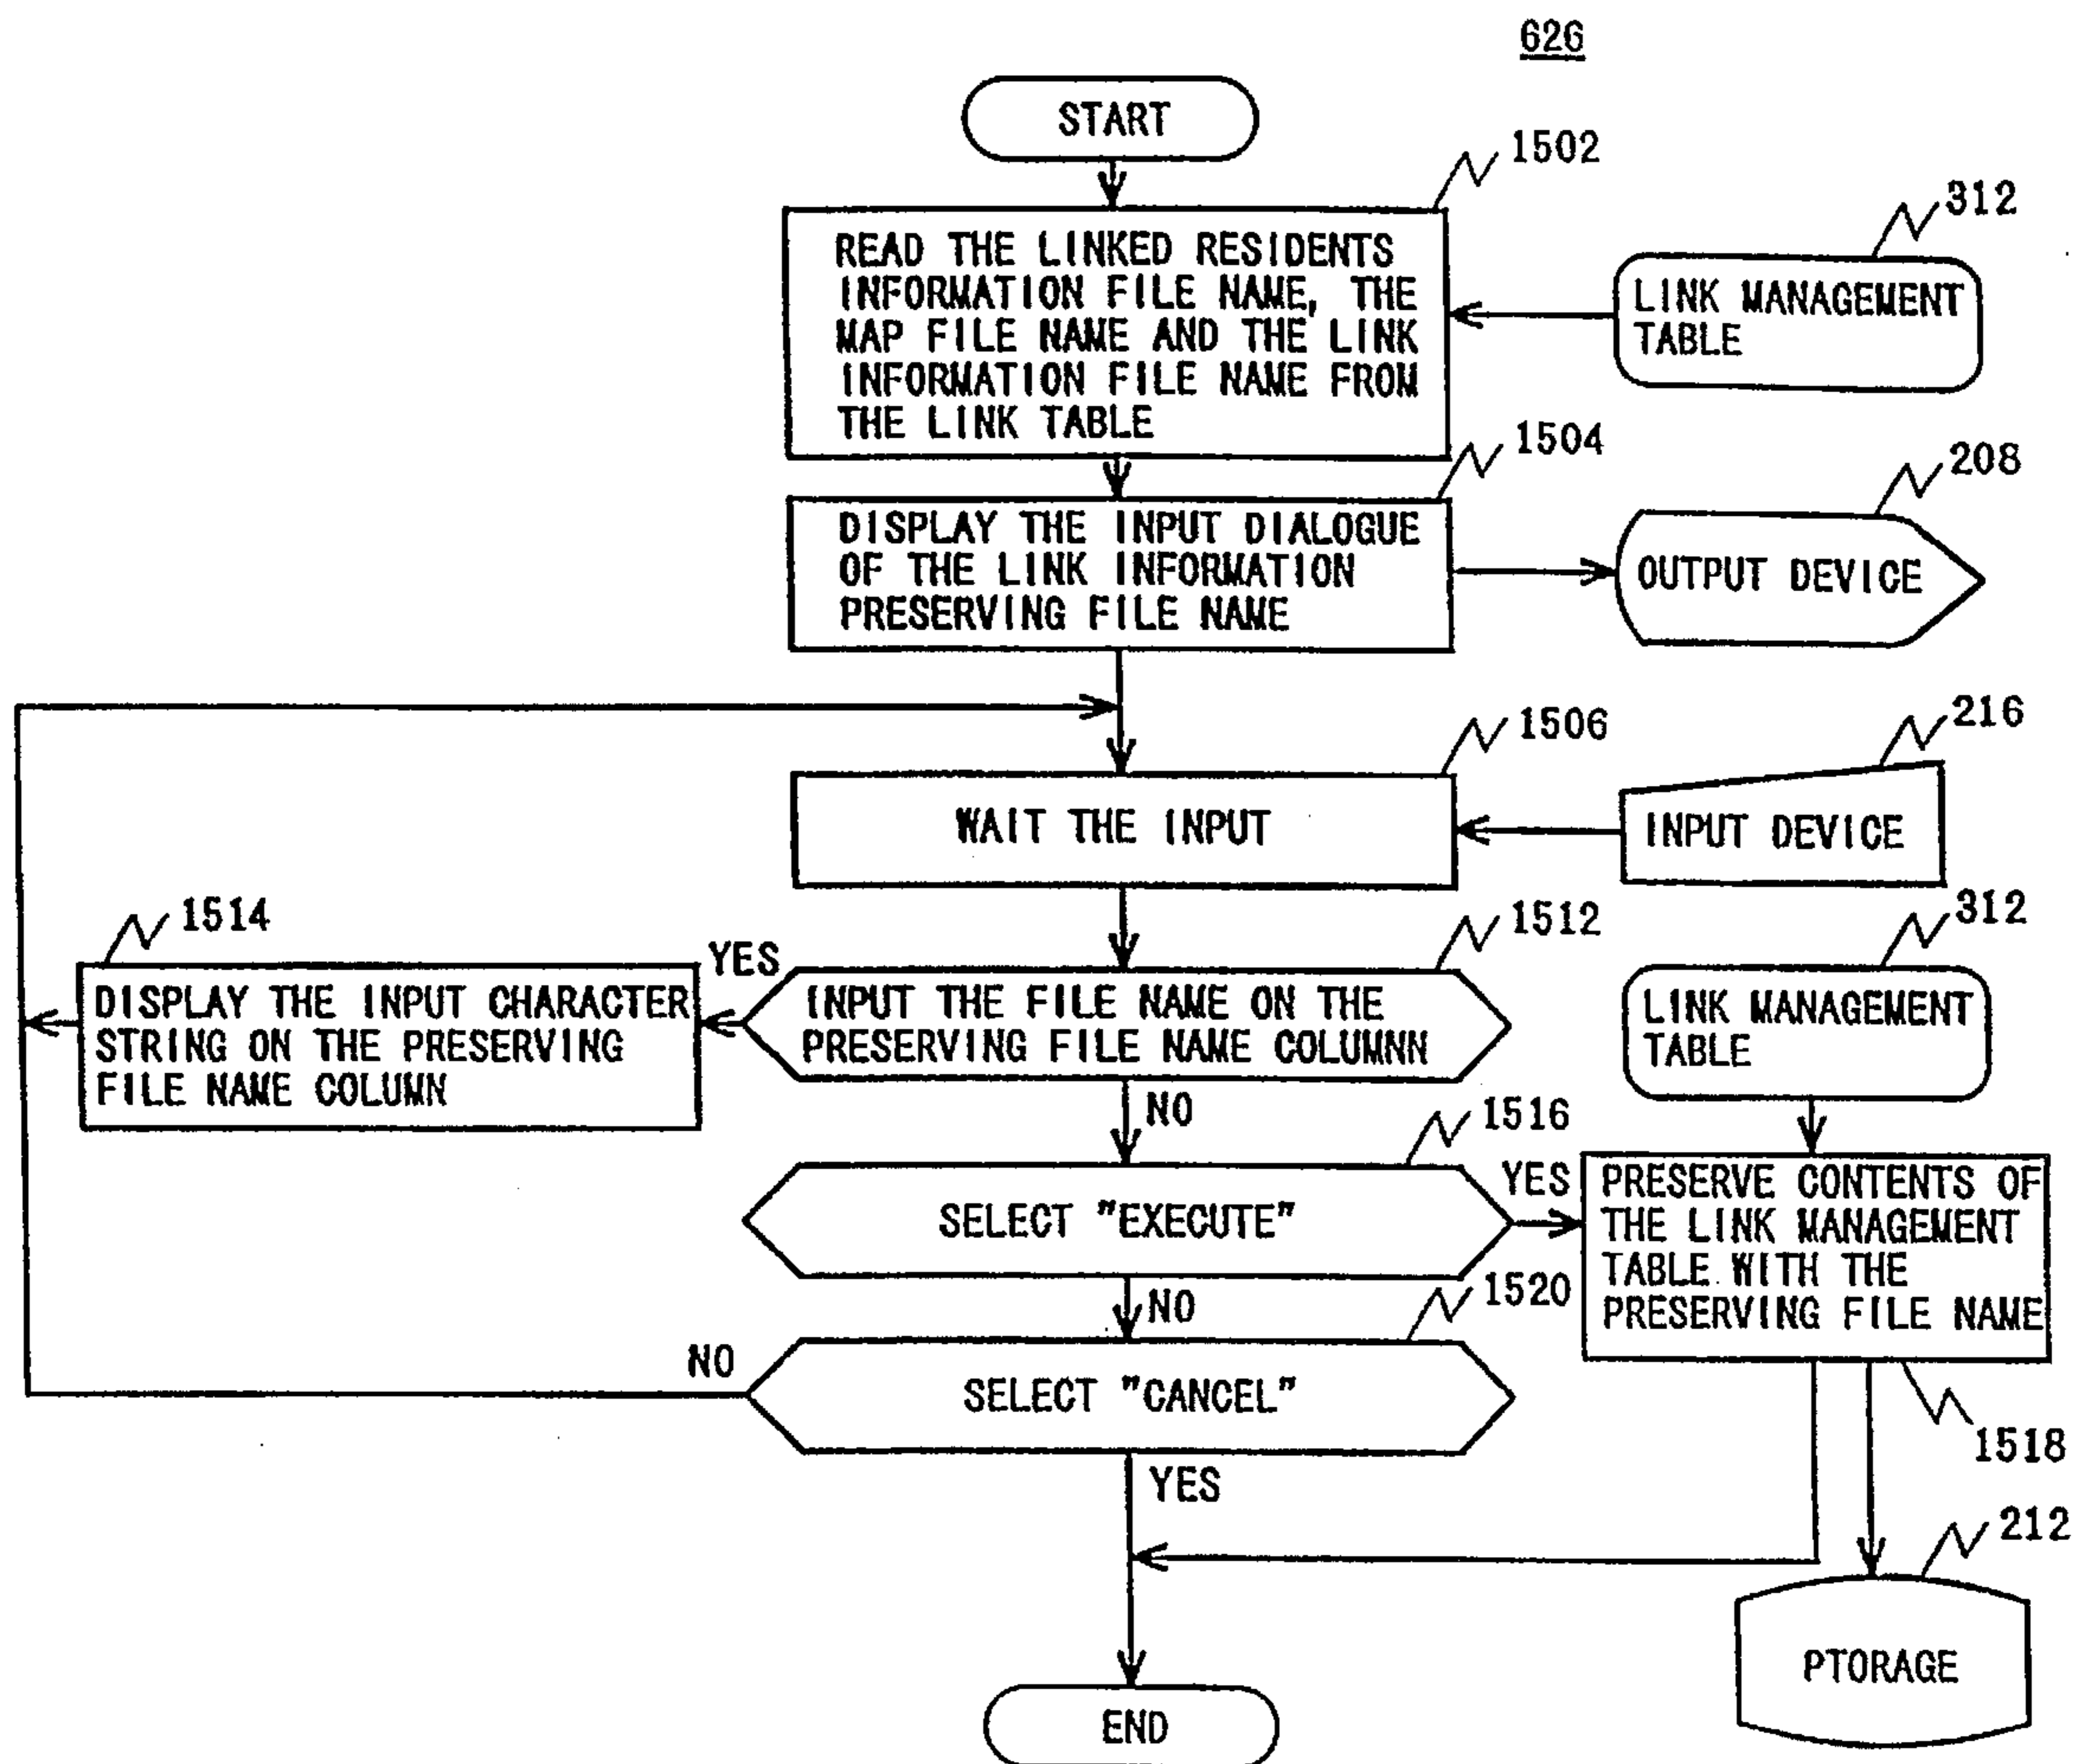 626
START
1502
READ THE LINKED RESIDENTS
INFORMATION FILE NAME, THE
MAP FILE NAME AND THE LINK
INFORMATION FILE NAME FROM
THE LINK TABLE
312
LINK MANAGEMENT
TABLE
1504
DISPLAY THE INPUT DIALOGUE
OF THE LINK INFORMATION
PRESERVING FILE NAME
208
OUTPUT DEVICE
1506
WAIT THE INPUT
216
INPUT DEVICE
1514
DISPLAY THE INPUT CHARACTER
STRING ON THE PRESERVING
FILE NAME COLUMN
YES
1512
INPUT THE FILE NAME ON THE
PRESERVING FILE NAME COLUMNN
312
LINK MANAGEMENT
TABLE
NO
1516
SELECT "EXECUTE"
YES
PRESERVE CONTENTS OF
THE LINK MANAGEMENT
TABLE WITH THE
PRESERVING FILE NAME
NO
1520
NO
SELECT "CANCEL"
1518
YES
212
PTORAGE
END